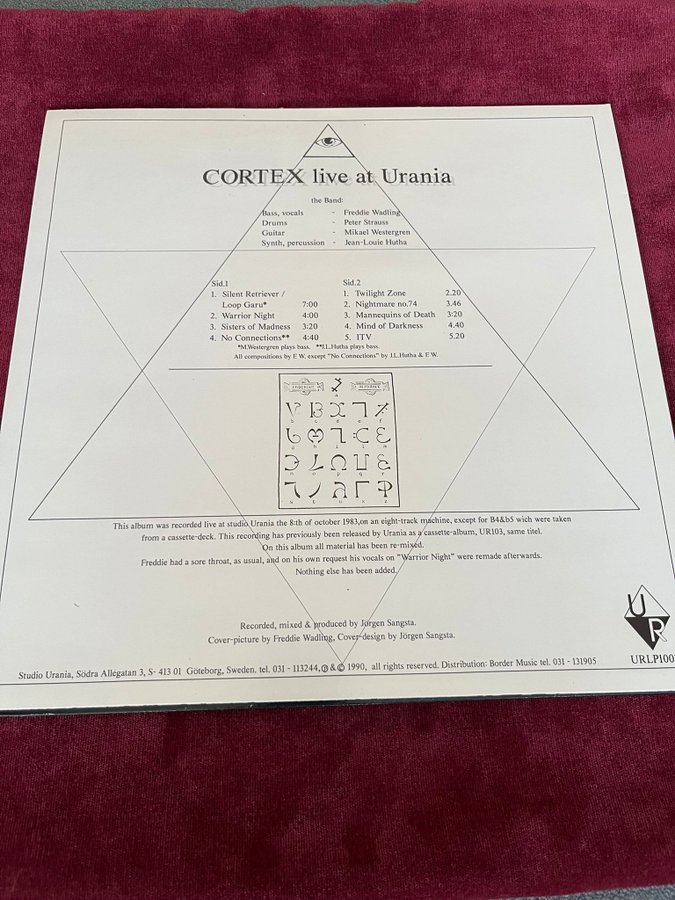 CORTEX live at Urania
the Band:
Bass, vocals - Freddie Wadling
Drums - Peter Strauss
Guitar - Mikael Westergren
Synth, percussion - Jean-Louie Hutha
Sid.1
1. Silent Retriever /
Loop Garu* 7:00
2. Warrior Night 4:00
3. Sisters of Madness 3:20
4. No Connections** 4:40
Sid.2
1. Twilight Zone 2.20
2. Nightmare no.74 3.46
3. Mannequins of Death 3:20
4. Mind of Darkness 4.40
5. ITV 5.20
*M.Westergren plays bass. **J.L.Hutha plays bass.
All compositions by F.W. except "No Connections" by J.L.Hutha & F.W.
This album was recorded live at studio Urania the 8:th of october 1983,on an eight-track machine, except for B4&b5 wich were taken
from a cassette-deck. This recording has previously been released by Urania as a cassette-album, UR103, same titel.
On this album all material has been re-mixed.
Freddie had a sore throat, as usual, and on his own request his vocals on "Warrior Night" were remade afterwards.
Nothing else has been added.
Recorded, mixed & produced by Jörgen Sangsta.
Cover-picture by Freddie Wadling, Cover-design by Jörgen Sangsta.
UR
URLP100
Studio Urania, Södra Allégatan 3, S- 413 01 Göteborg, Sweden. tel. 031 - 113244, ℗ & © 1990, all rights reserved. Distribution: Border Music tel. 031 - 131905